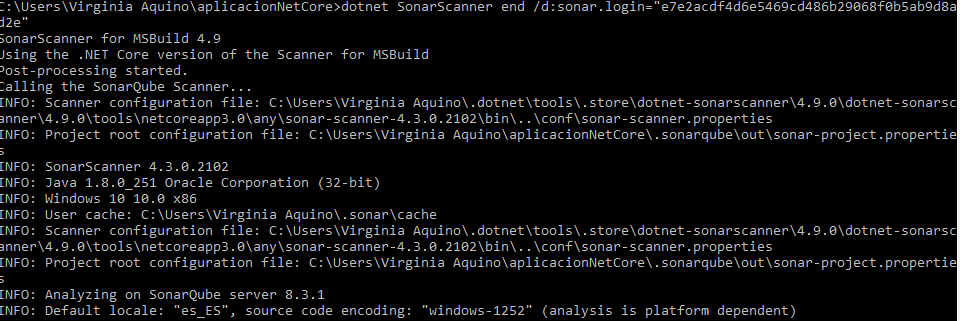 C:\Users\Virginia Aquino\aplicacionNetCore>dotnet SonarScanner end /d:sonar.login="e7e2acdf4d6e5469cd486b29068f0b5ab9d8a
d2e"
SonarScanner for MSBuild 4.9
Using the .NET Core version of the Scanner for MSBuild
Post-processing started.
Calling the SonarQube Scanner...
INFO: Scanner configuration file: C:\Users\Virginia Aquino\.dotnet\tools\.store\dotnet-sonarscanner\4.9.0\dotnet-sonarsc
anner\4.9.0\tools\netcoreapp3.0\any\sonar-scanner-4.3.0.2102\bin\..\conf\sonar-scanner.properties
INFO: Project root configuration file: C:\Users\Virginia Aquino\aplicacionNetCore\.sonarqube\out\sonar-project.propertie
s
INFO: SonarScanner 4.3.0.2102
INFO: Java 1.8.0_251 Oracle Corporation (32-bit)
INFO: Windows 10 10.0 x86
INFO: User cache: C:\Users\Virginia Aquino\.sonar\cache
INFO: Scanner configuration file: C:\Users\Virginia Aquino\.dotnet\tools\.store\dotnet-sonarscanner\4.9.0\dotnet-sonarsc
anner\4.9.0\tools\netcoreapp3.0\any\sonar-scanner-4.3.0.2102\bin\..\conf\sonar-scanner.properties
INFO: Project root configuration file: C:\Users\Virginia Aquino\aplicacionNetCore\.sonarqube\out\sonar-project.propertie
s
INFO: Analyzing on SonarQube server 8.3.1
INFO: Default locale: "es_ES", source code encoding: "windows-1252" (analysis is platform dependent)